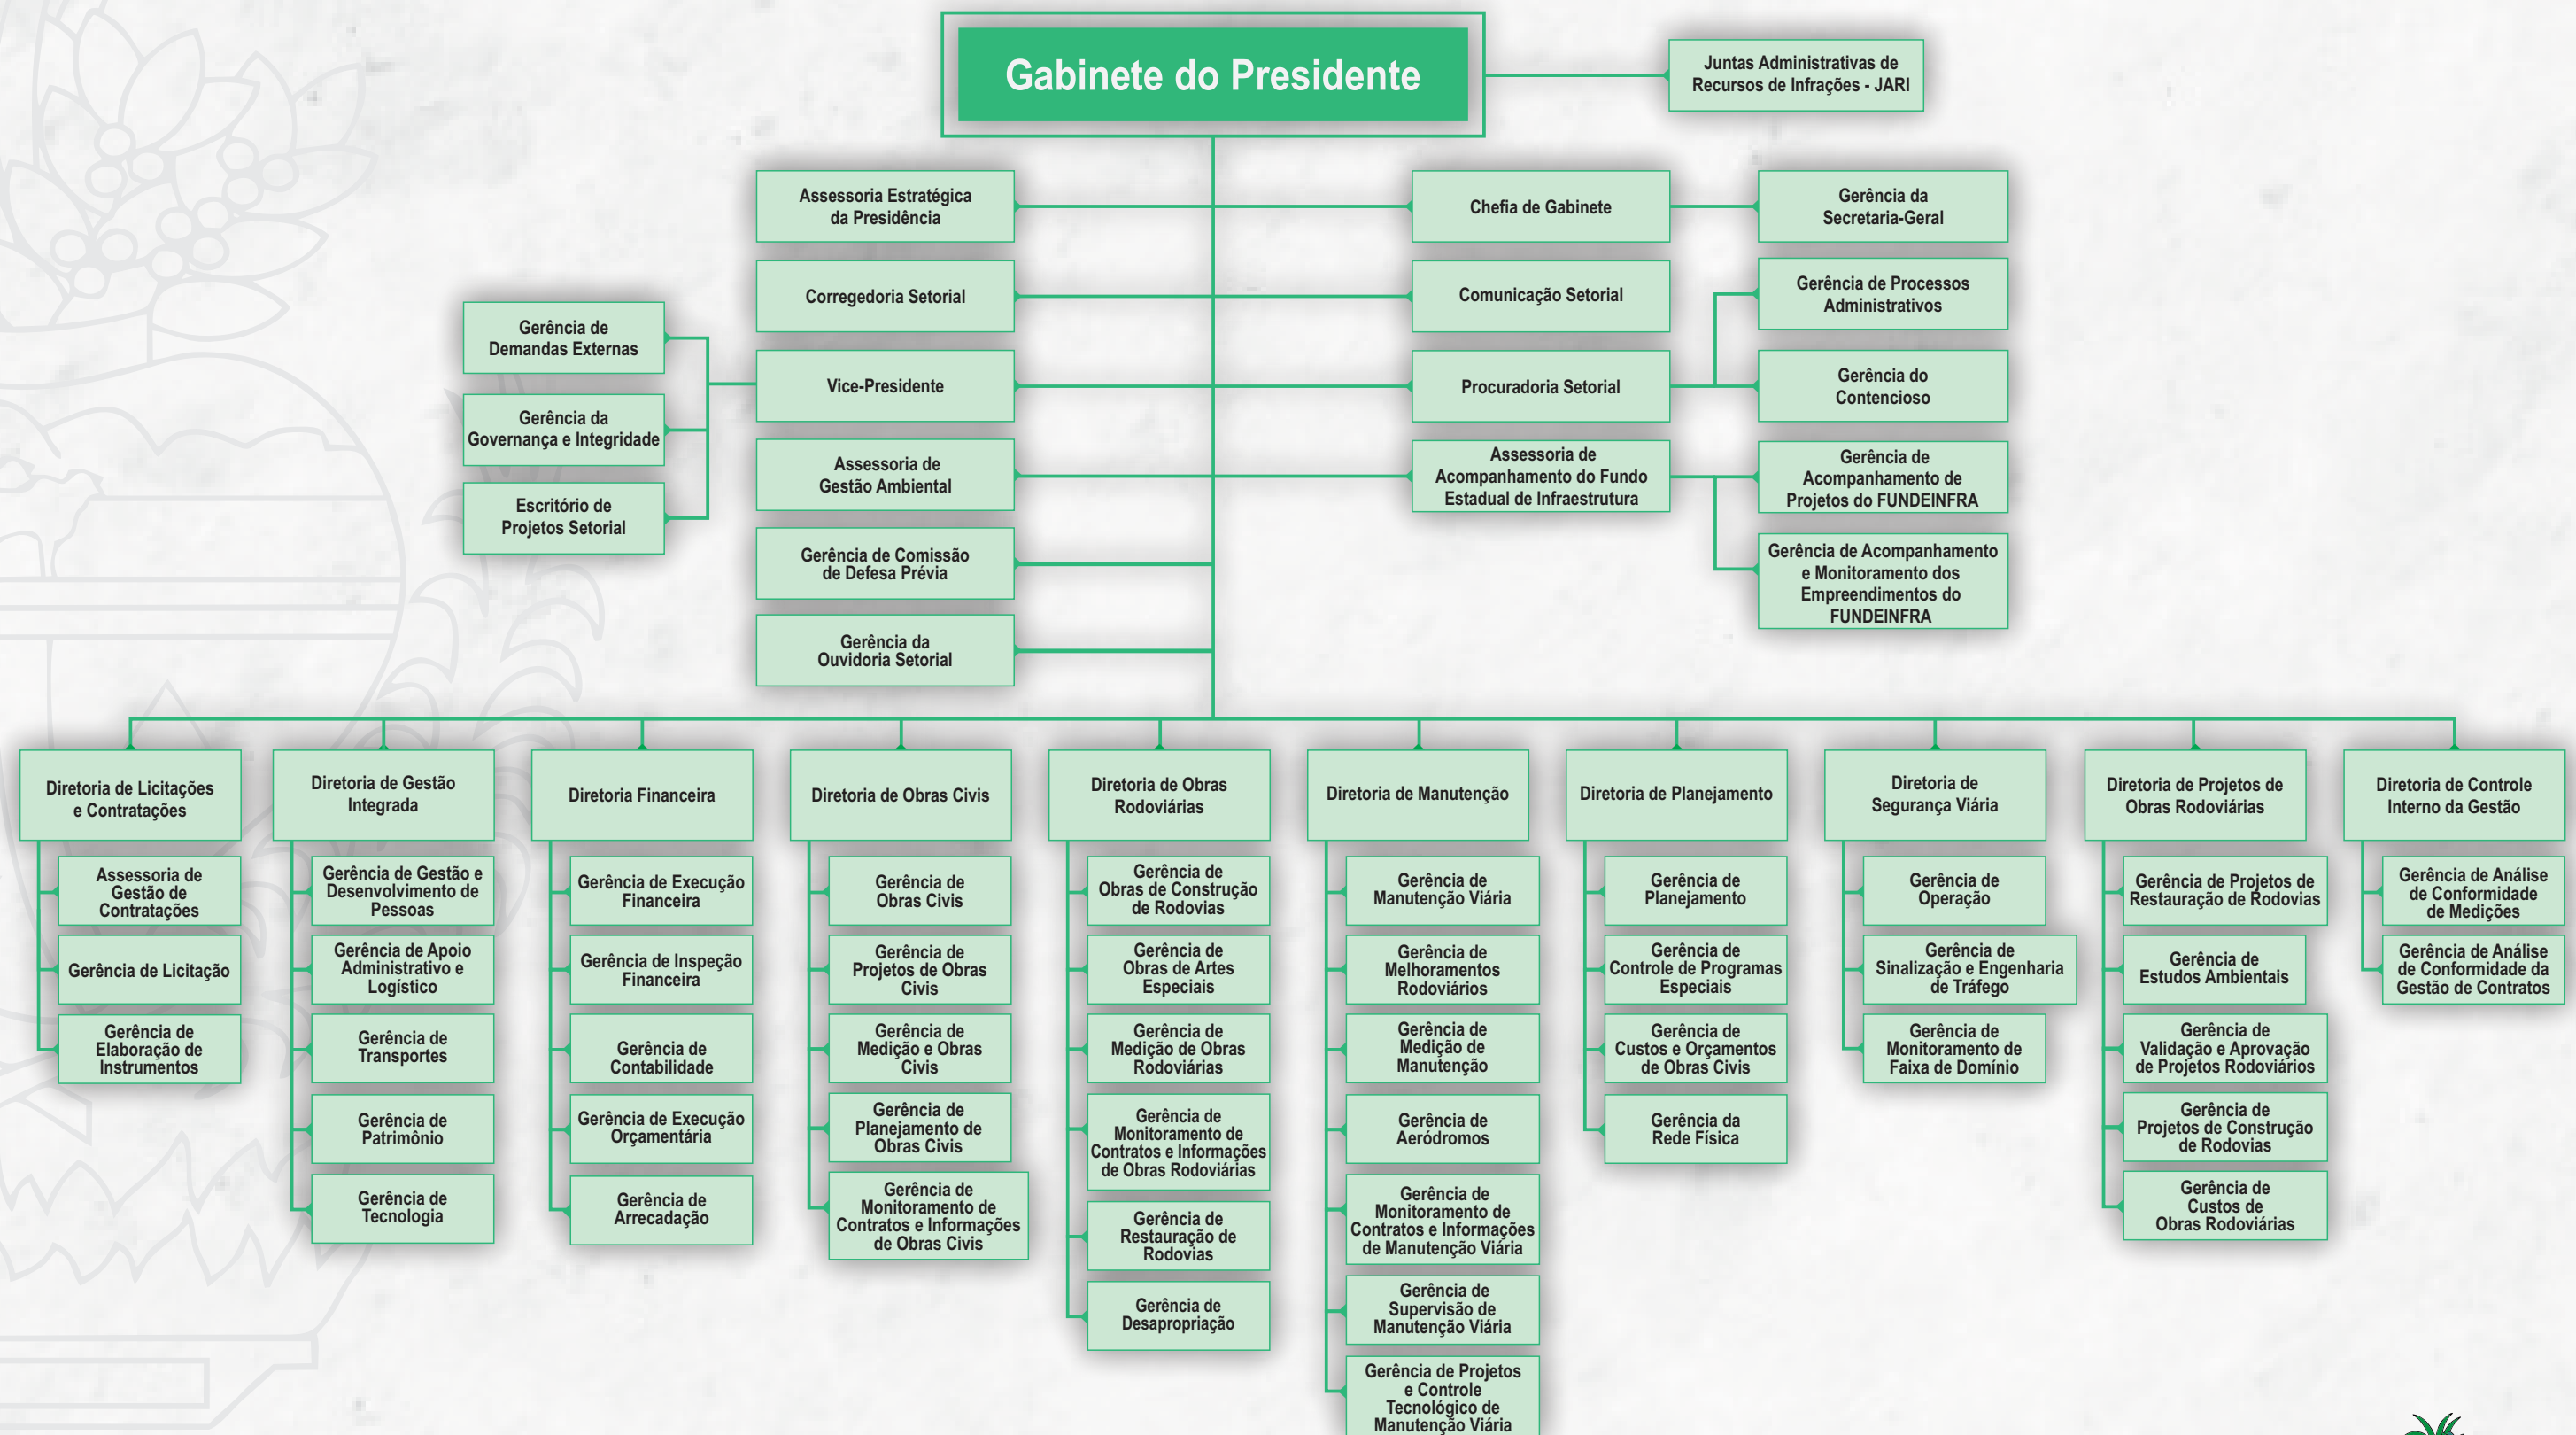 Gabinete do Presidente
Juntas Administrativas de
Recursos de Infrações - JARI
Assessoria Estratégica
da Presidência
Chefia de Gabinete
Gerência da
Secretaria-Geral
Corregedoria Setorial
Comunicação Setorial
Gerência de Processos
Administrativos
Gerência de
Demandas Externas
Gerência da
Governança e Integridade
Escritório de
Projetos Setorial
Vice-Presidente
Procuradoria Setorial
Gerência do
Contencioso
Assessoria de
Gestão Ambiental
Assessoria de
Acompanhamento do Fundo
Estadual de Infraestrutura
Gerência de
Acompanhamento de
Projetos do FUNDEINFRA
Gerência de Acompanhamento
e Monitoramento dos
Empreendimentos do
FUNDEINFRA
Gerência de Comissão
de Defesa Prévia
Gerência da
Ouvidoria Setorial
Diretoria de Licitações
e Contratações
Assessoria de
Gestão de
Contratações
Gerência de Licitação
Gerência de
Elaboração de
Instrumentos
Diretoria de Gestão
Integrada
Gerência de Gestão e
Desenvolvimento de
Pessoas
Gerência de Apoio
Administrativo e
Logístico
Gerência de
Transportes
Gerência de
Patrimônio
Gerência de
Tecnologia
Diretoria Financeira
Gerência de Execução
Financeira
Gerência de Inspeção
Financeira
Gerência de
Contabilidade
Gerência de Execução
Orçamentária
Gerência de
Arrecadação
Diretoria de Obras Civis
Gerência de
Obras Civis
Gerência de
Projetos de Obras
Civis
Gerência de
Medição e Obras
Civis
Gerência de
Planejamento de
Obras Civis
Gerência de
Monitoramento de
Contratos e Informações
de Obras Civis
Diretoria de Obras
Rodoviárias
Gerência de
Obras de Construção
de Rodovias
Gerência de
Obras de Artes
Especiais
Gerência de
Medição de Obras
Rodoviárias
Gerência de
Monitoramento de
Contratos e Informações
de Obras Rodoviárias
Gerência de
Restauração de
Rodovias
Gerência de
Desapropriação
Diretoria de Manutenção
Gerência de
Manutenção Viária
Gerência de
Melhoramentos
Rodoviários
Gerência de
Medição de
Manutenção
Gerência de
Aeródromos
Gerência de
Monitoramento de
Contratos e Informações
de Manutenção Viária
Gerência de
Supervisão de
Manutenção Viária
Gerência de Projetos
e Controle
Tecnológico de
Manutenção Viária
Diretoria de Planejamento
Gerência de
Planejamento
Gerência de
Controle de Programas
Especiais
Gerência de
Custos e Orçamentos
de Obras Civis
Gerência da
Rede Física
Diretoria de
Segurança Viária
Gerência de
Operação
Gerência de
Sinalização e Engenharia
de Tráfego
Gerência de
Monitoramento de
Faixa de Domínio
Diretoria de Projetos de
Obras Rodoviárias
Gerência de Projetos de
Restauração de Rodovias
Gerência de
Estudos Ambientais
Gerência de
Validação e Aprovação
de Projetos Rodoviários
Gerência de
Projetos de Construção
de Rodovias
Gerência de
Custos de
Obras Rodoviárias
Diretoria de Controle
Interno da Gestão
Gerência de Análise
de Conformidade
de Medições
Gerência de Análise
de Conformidade da
Gestão de Contratos